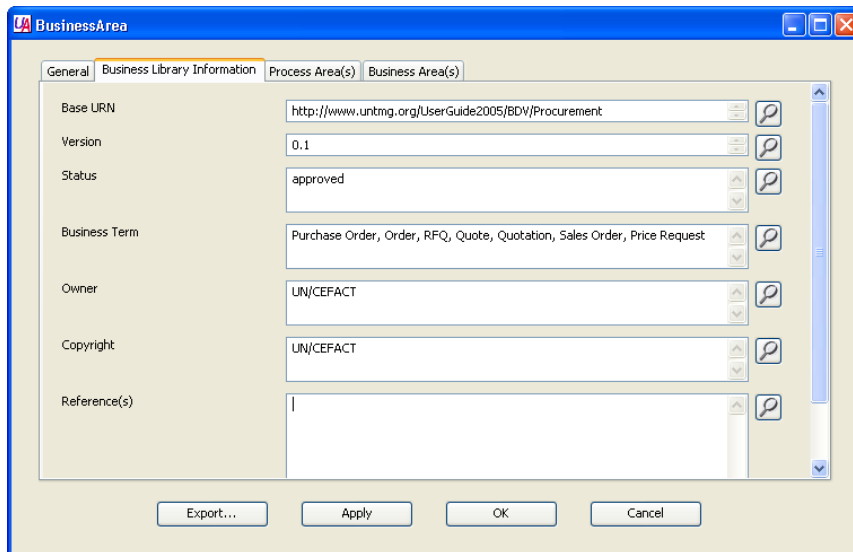 UA BusinessArea
General Business Library Information Process Area(s) Business Area(s)
Base URN http://www.untmg.org/UserGuide2005/BDV/Procurement
Version 0.1
Status approved
Business Term Purchase Order, Order, RFQ, Quote, Quotation, Sales Order, Price Request
Owner UN/CEFACT
Copyright UN/CEFACT
Reference(s)
Export... Apply OK Cancel